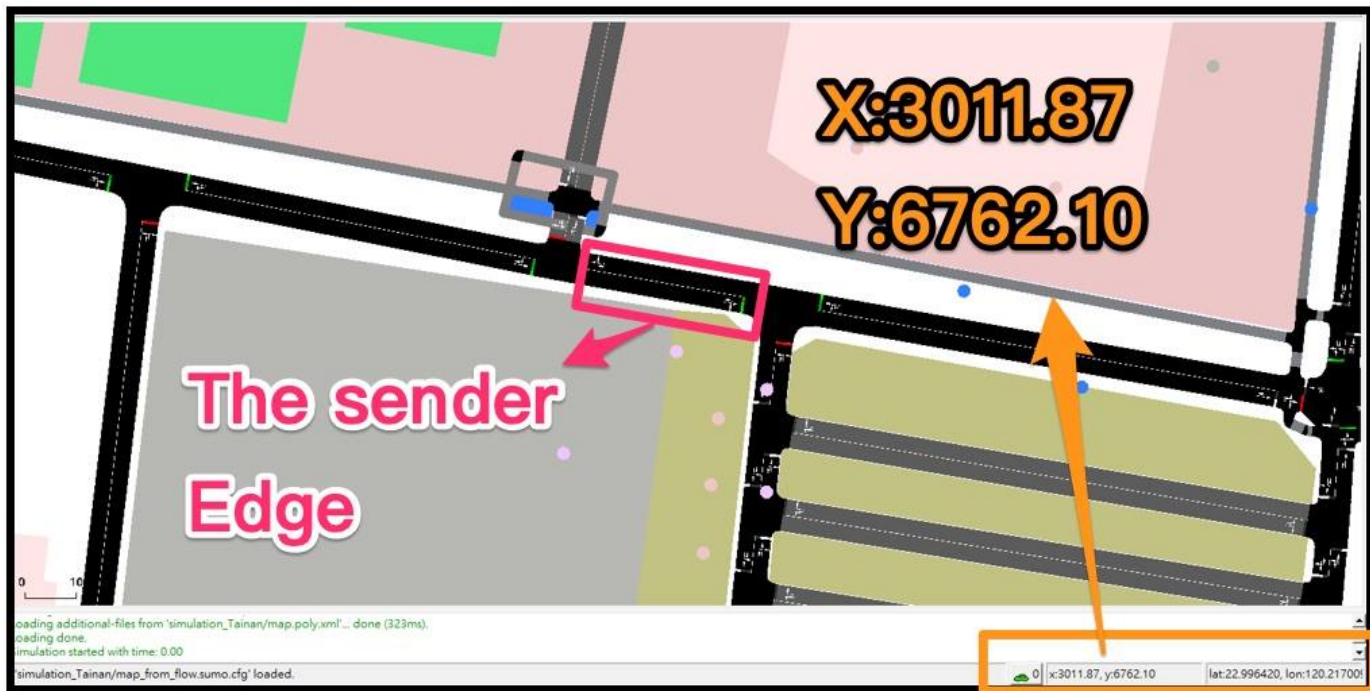 X:3011.87
Y:6762.10
The sender
Edge
0 10
oading additional-files from 'simulation_Tainan/map.poly.xml'... done (323ms).
oading done.
imulation started with time: 0.00
'simulation_Tainan/map_from_flow.sumo.cfg' loaded.
0 x:3011.87, y:6762.10 lat:22.996420, lon:120.21700